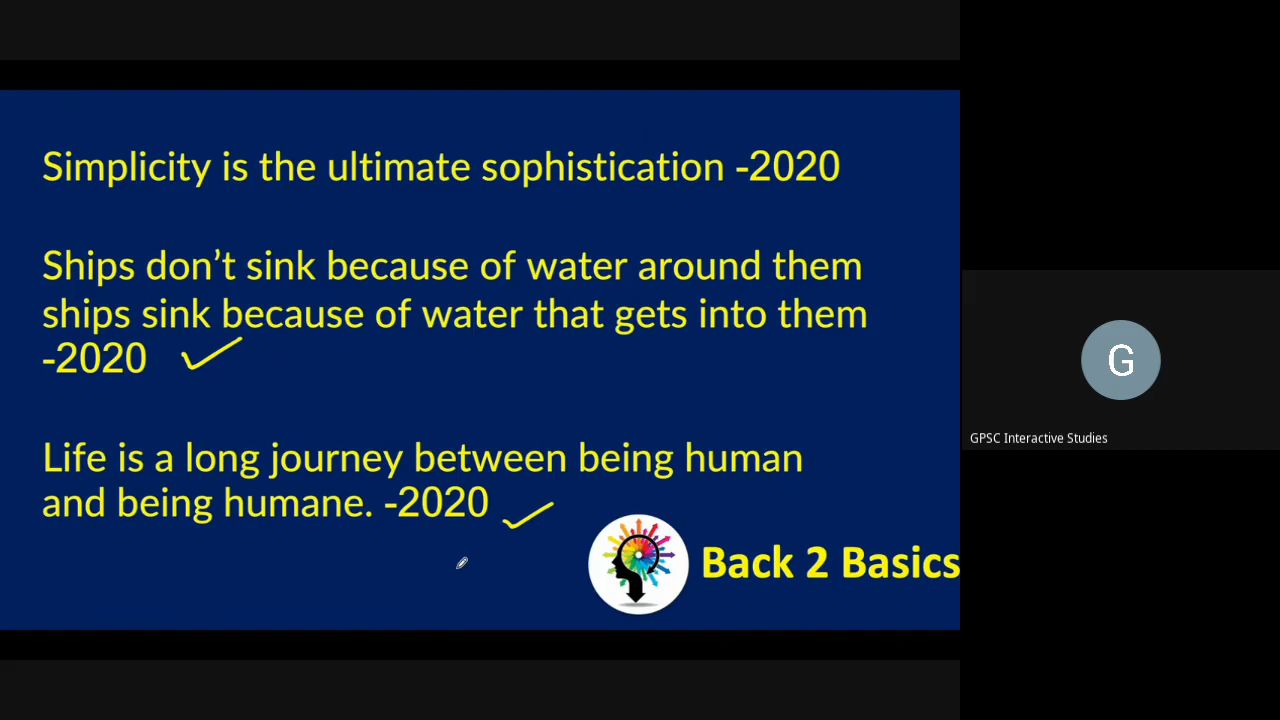 Simplicity is the ultimate sophistication -2020
Ships don’t sink because of water around them
ships sink because of water that gets into them
-2020
Life is a long journey between being human
and being humane. -2020
Back 2 Basics
G
GPSC Interactive Studies